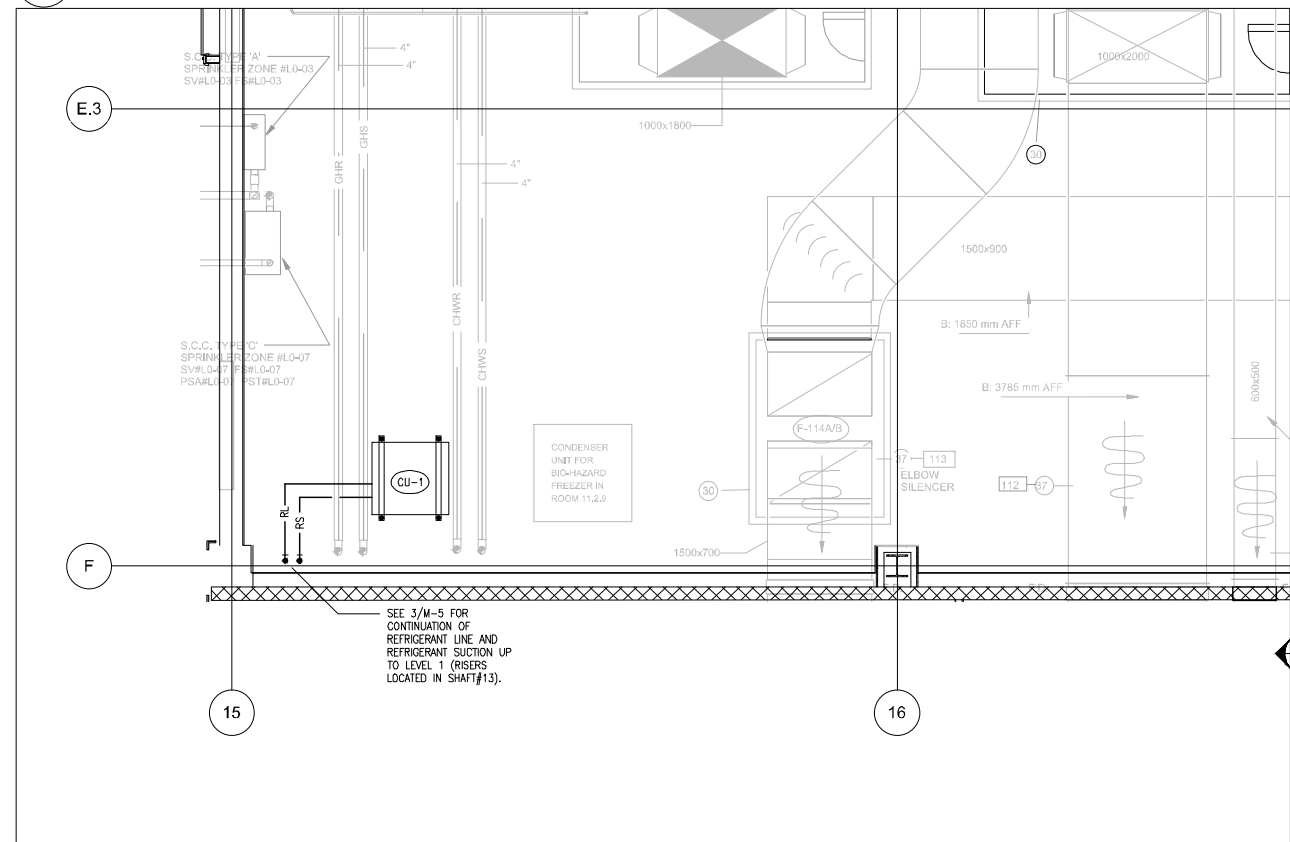 S.C.C. TYPE 'A'
SPRINKLER ZONE #L0-03
SV#L0-03 FS#L0-03
4"
4"
1000x2000
E.3
1000x1800
30
GHR
GHS
4"
4"
1500x900
CHWR
CHWS
B: 1850 mm AFF
S.C.C. TYPE 'C'
SPRINKLER ZONE #L0-07
SV#L0-07 FS#L0-07
PSA#L0-07 PST#L0-07
600x500
B: 3785 mm AFF
F-114A/B
CONDENSER
UNIT FOR
BIO-HAZARD
FREEZER IN
ROOM 11.2.9
CU-1
37
113
ELBOW
SILENCER
30
112
37
RL
RS
1500x700
F
SEE 3/M-5 FOR
CONTINUATION OF
REFRIGERANT LINE AND
REFRIGERANT SUCTION UP
TO LEVEL 1 (RISERS
LOCATED IN SHAFT#13).
15
16